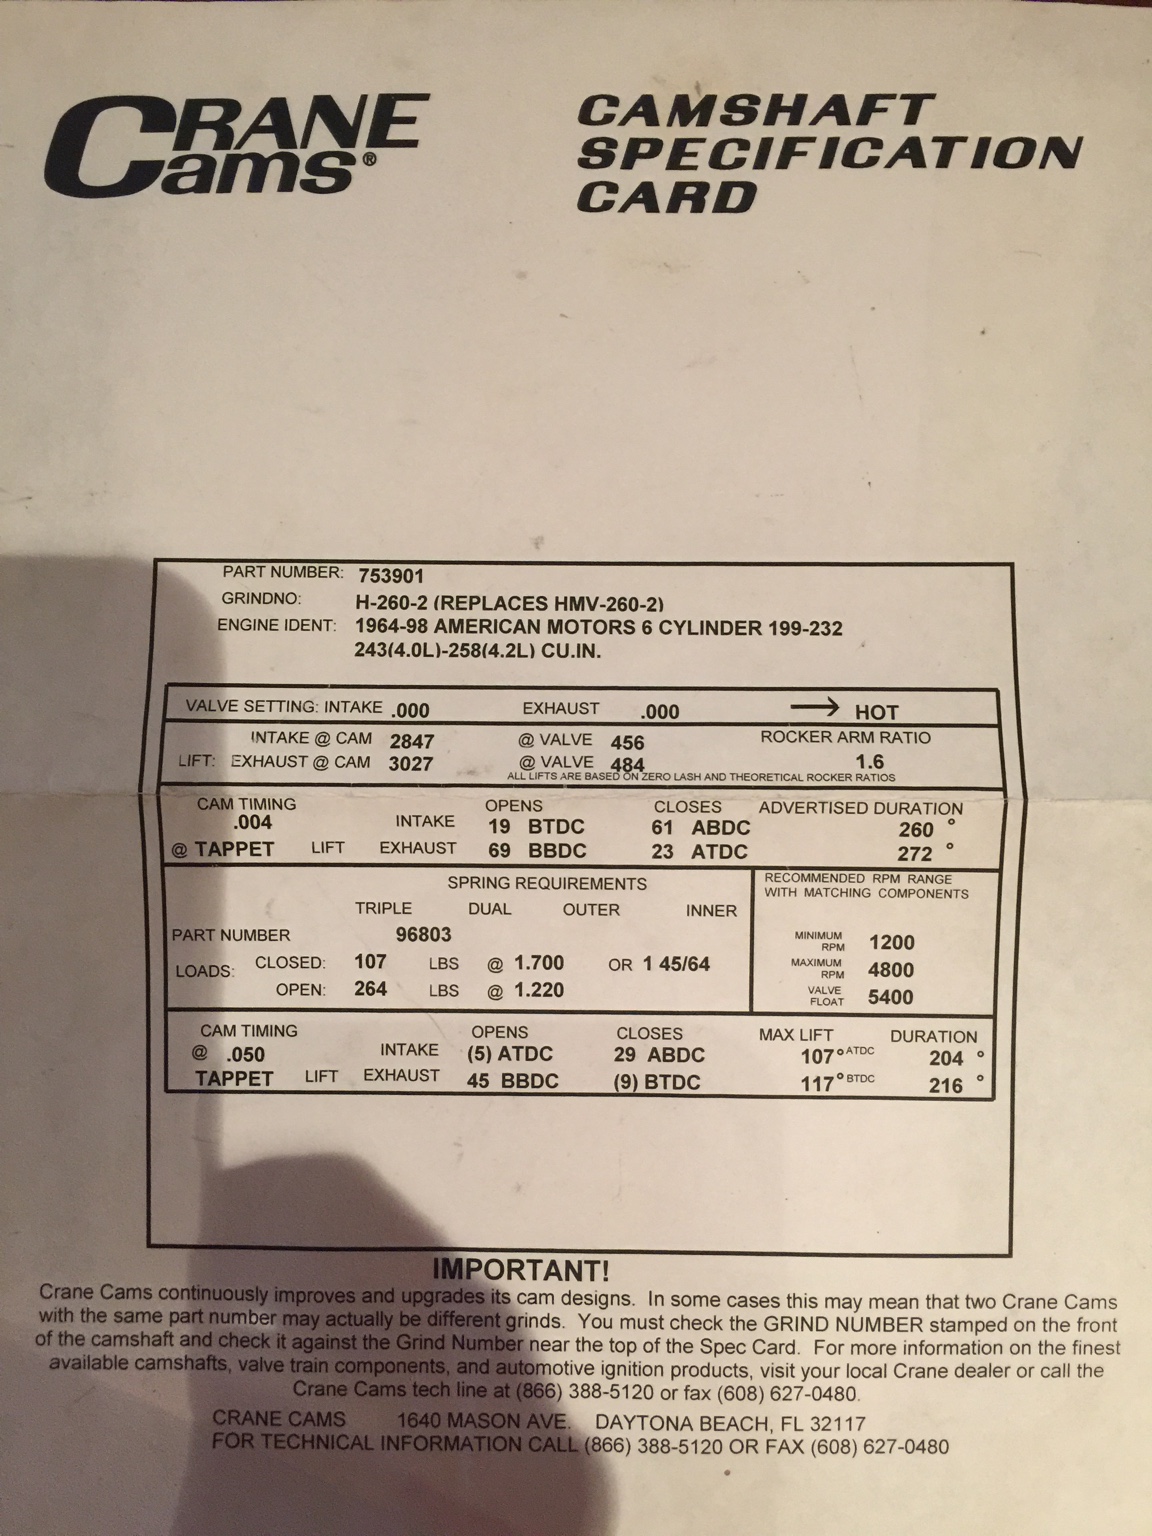 CRANE Cams®
CAMSHAFT
SPECIFICATION
CARD
PART NUMBER: 753901
GRINDNO: H-260-2 (REPLACES HMV-260-2)
ENGINE IDENT: 1964-98 AMERICAN MOTORS 6 CYLINDER 199-232
243(4.0L)-258(4.2L) CU.IN.
VALVE SETTING: INTAKE .000 EXHAUST .000 → HOT
INTAKE @ CAM 2847 @ VALVE 456 ROCKER ARM RATIO
LIFT: EXHAUST @ CAM 3027 @ VALVE 484 1.6
ALL LIFTS ARE BASED ON ZERO LASH AND THEORETICAL ROCKER RATIOS
CAM TIMING OPENS CLOSES ADVERTISED DURATION
.004 INTAKE 19 BTDC 61 ABDC 260 °
@ TAPPET LIFT EXHAUST 69 BBDC 23 ATDC 272 °
SPRING REQUIREMENTS
TRIPLE DUAL OUTER INNER
PART NUMBER 96803
LOADS: CLOSED: 107 LBS @ 1.700 OR 1 45/64
OPEN: 264 LBS @ 1.220
RECOMMENDED RPM RANGE
WITH MATCHING COMPONENTS
MINIMUM RPM 1200
MAXIMUM RPM 4800
VALVE FLOAT 5400
CAM TIMING OPENS CLOSES MAX LIFT DURATION
@ .050 INTAKE (5) ATDC 29 ABDC 107° ATDC 204 °
TAPPET LIFT EXHAUST 45 BBDC (9) BTDC 117° BTDC 216 °
IMPORTANT!
Crane Cams continuously improves and upgrades its cam designs. In some cases this may mean that two Crane Cams
with the same part number may actually be different grinds. You must check the GRIND NUMBER stamped on the front
of the camshaft and check it against the Grind Number near the top of the Spec Card. For more information on the finest
available camshafts, valve train components, and automotive ignition products, visit your local Crane dealer or call the
Crane Cams tech line at (866) 388-5120 or fax (608) 627-0480.
CRANE CAMS 1640 MASON AVE. DAYTONA BEACH, FL 32117
FOR TECHNICAL INFORMATION CALL (866) 388-5120 OR FAX (608) 627-0480